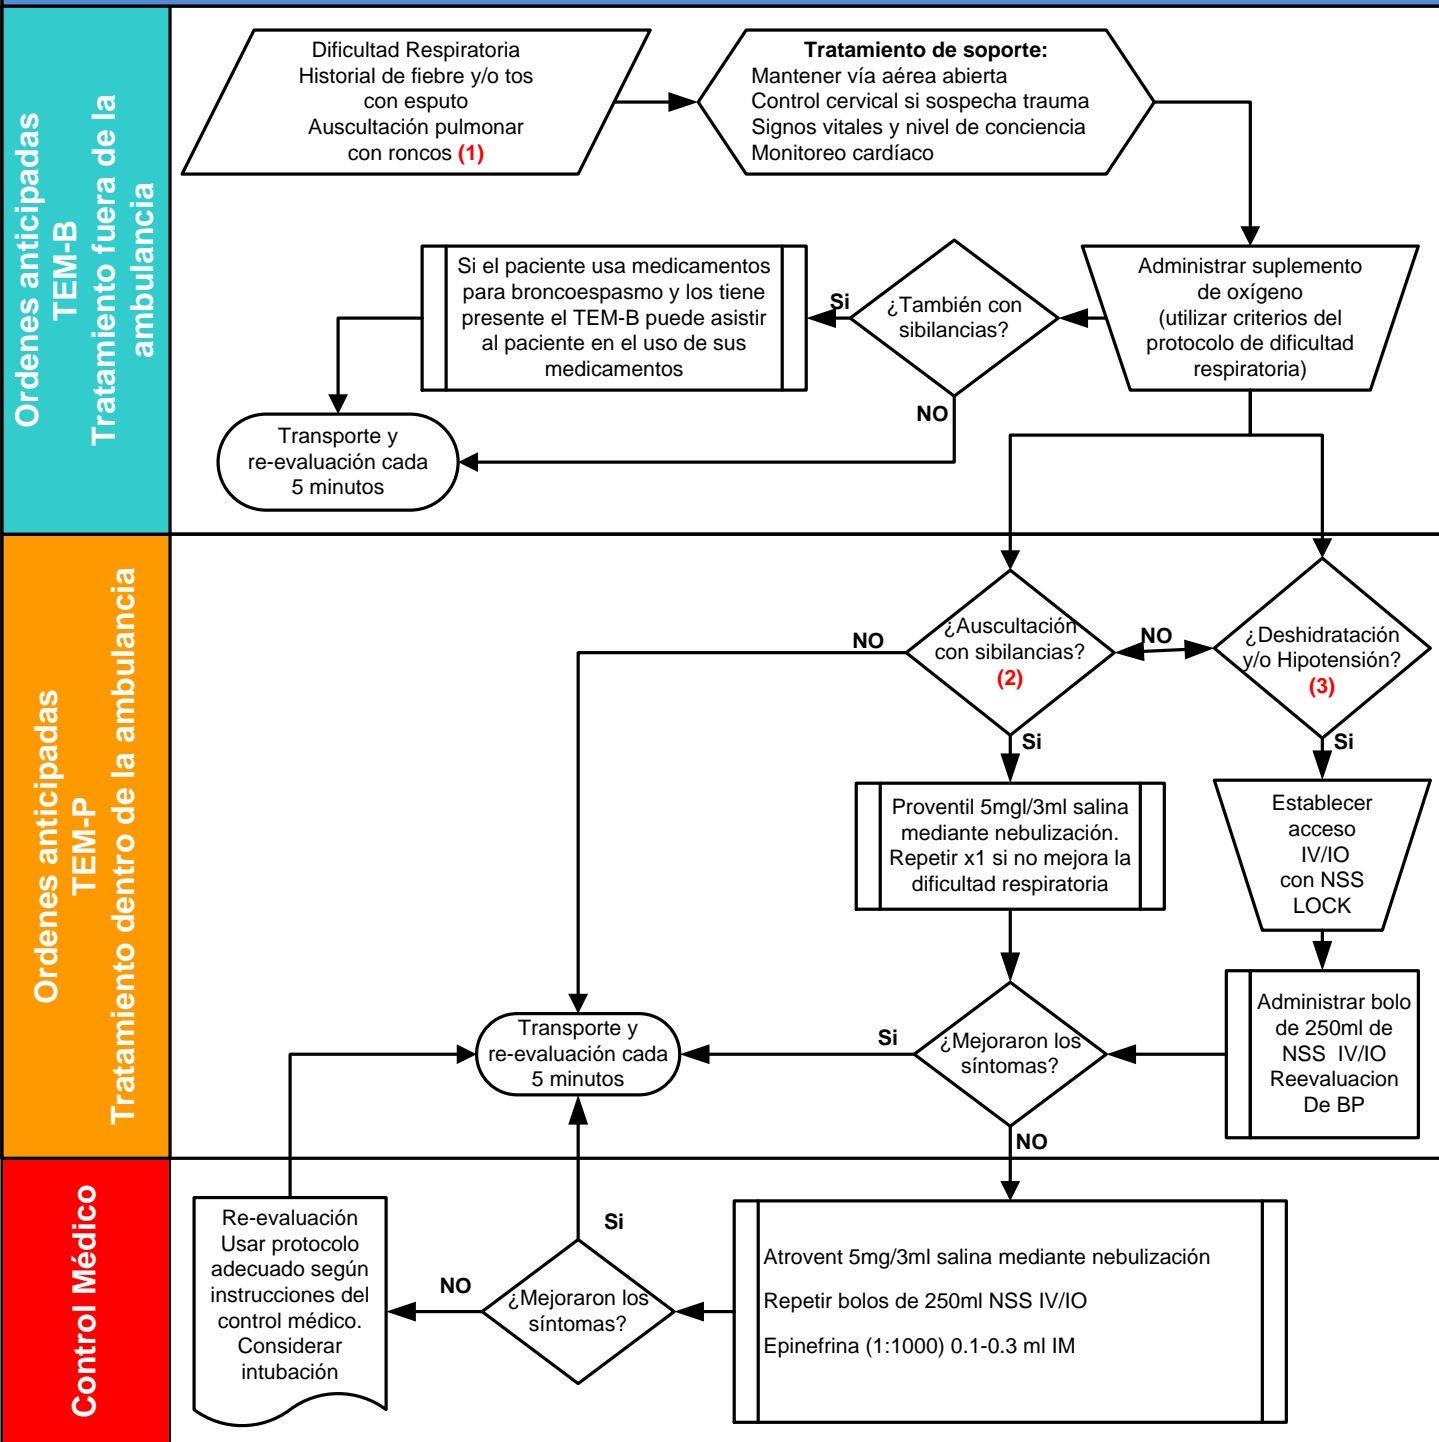 Ordenes anticipadas
TEM-B
Tratamiento fuera de la
ambulancia
Dificultad Respiratoria
Historial de fiebre y/o tos
con esputo
Auscultación pulmonar
con roncos (1)
Tratamiento de soporte:
Mantener vía aérea abierta
Control cervical si sospecha trauma
Signos vitales y nivel de conciencia
Monitoreo cardíaco
Administrar suplemento
de oxígeno
(utilizar criterios del
protocolo de dificultad
respiratoria)
¿También con
sibilancias?
Si
NO
Si el paciente usa medicamentos
para broncoespasmo y los tiene
presente el TEM-B puede asistir
al paciente en el uso de sus
medicamentos
Transporte y
re-evaluación cada
5 minutos
Ordenes anticipadas
TEM-P
Tratamiento dentro de la ambulancia
¿Auscultación
con sibilancias?
(2)
NO
NO
¿Deshidratación
y/o Hipotensión?
(3)
Si
Si
Proventil 5mgl/3ml salina
mediante nebulización.
Repetir x1 si no mejora la
dificultad respiratoria
Establecer
acceso
IV/IO
con NSS
LOCK
Administrar bolo
de 250ml de
NSS IV/IO
Reevaluacion
De BP
¿Mejoraron los
síntomas?
Si
NO
Transporte y
re-evaluación cada
5 minutos
Control Médico
Atrovent 5mg/3ml salina mediante nebulización
Repetir bolos de 250ml NSS IV/IO
Epinefrina (1:1000) 0.1-0.3 ml IM
¿Mejoraron los
síntomas?
Si
NO
Re-evaluación
Usar protocolo
adecuado según
instrucciones del
control médico.
Considerar
intubación